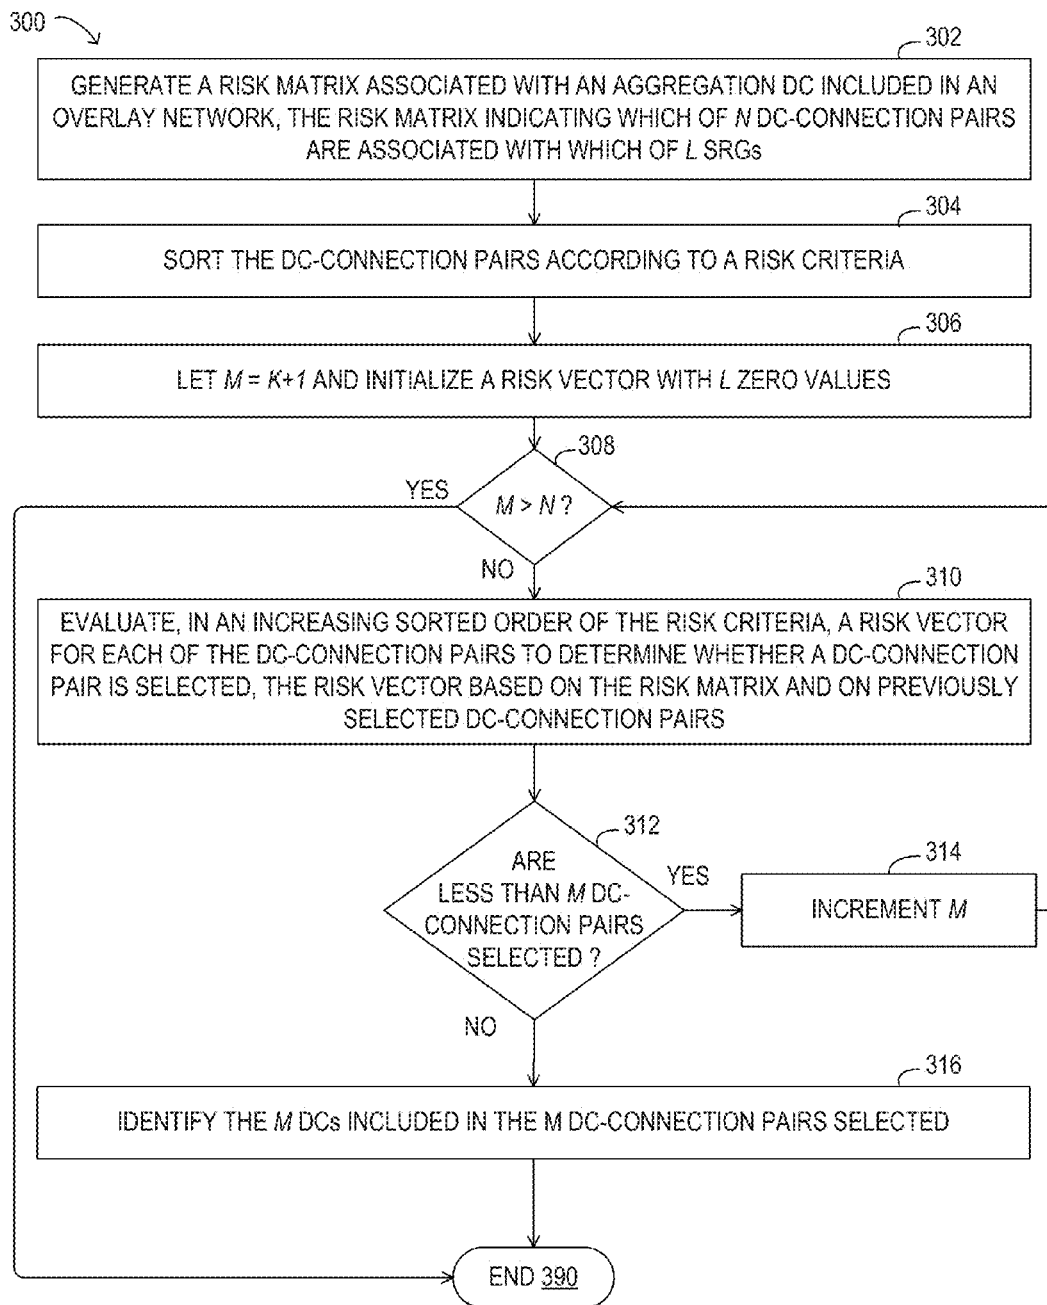 300
302
GENERATE A RISK MATRIX ASSOCIATED WITH AN AGGREGATION DC INCLUDED IN AN
OVERLAY NETWORK, THE RISK MATRIX INDICATING WHICH OF N DC-CONNECTION PAIRS
ARE ASSOCIATED WITH WHICH OF L SRGs
304
SORT THE DC-CONNECTION PAIRS ACCORDING TO A RISK CRITERIA
306
LET M = K+1 AND INITIALIZE A RISK VECTOR WITH L ZERO VALUES
308
YES
M > N ?
NO
310
EVALUATE, IN AN INCREASING SORTED ORDER OF THE RISK CRITERIA, A RISK VECTOR
FOR EACH OF THE DC-CONNECTION PAIRS TO DETERMINE WHETHER A DC-CONNECTION
PAIR IS SELECTED, THE RISK VECTOR BASED ON THE RISK MATRIX AND ON PREVIOUSLY
SELECTED DC-CONNECTION PAIRS
312
ARE
LESS THAN M DC-
CONNECTION PAIRS
SELECTED ?
YES
314
INCREMENT M
NO
316
IDENTIFY THE M DCs INCLUDED IN THE M DC-CONNECTION PAIRS SELECTED
END 390